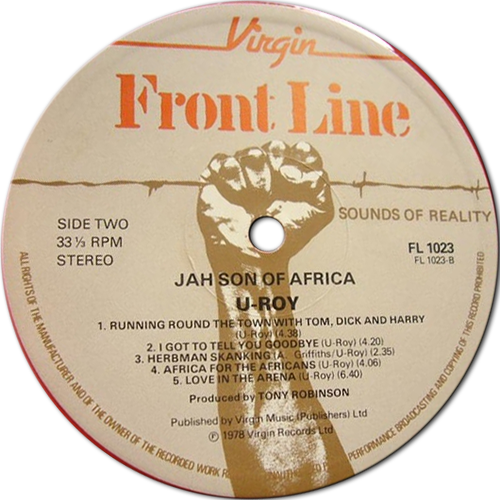 Virgin
Front Line
SOUNDS OF REALITY
SIDE TWO
33 ⅓ RPM
STEREO
FL 1023
FL 1023-B
JAH SON OF AFRICA
U-ROY
1. RUNNING ROUND THE TOWN WITH TOM, DICK AND HARRY
(U-Roy) (4.38)
2. I GOT TO TELL YOU GOODBYE (U-Roy) (4.20)
3. HERBMAN SKANKING (A. Griffiths/U-Roy) (2.35)
4. AFRICA FOR THE AFRICANS (U-Roy) (4.06)
5. LOVE IN THE ARENA (U-Roy) (6.40)
Produced by TONY ROBINSON
Published by Virgin Music (Publishers) Ltd
℗ 1978 Virgin Records Ltd
ALL RIGHTS OF THE MANUFACTURER AND OF THE OWNER OF THE RECORDED WORK PERFORMANCE BROADCASTING AND COPYING OF THIS RECORD PROHIBITED